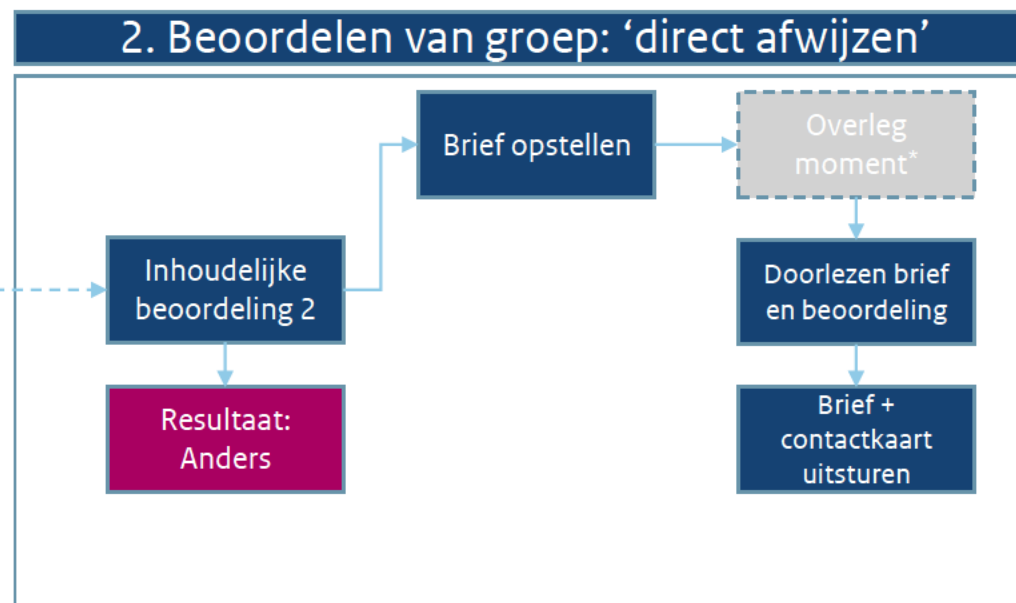 2. Beoordelen van groep: ‘direct afwijzen’
Brief opstellen
Overleg
moment*
Inhoudelijke
beoordeling 2
Doorlezen brief
en beoordeling
Resultaat:
Anders
Brief +
contactkaart
uitsturen